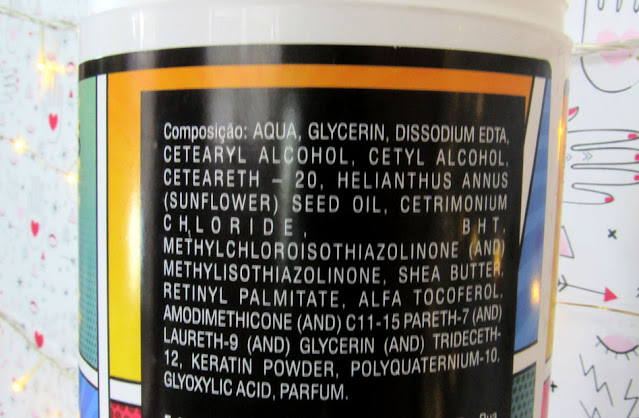 Composição: AQUA, GLYCERIN, DISSODIUM EDTA,
CETEARYL ALCOHOL, CETYL ALCOHOL,
CETEARETH – 20, HELIANTHUS ANNUS
(SUNFLOWER) SEED OIL, CETRIMONIUM
CHLORIDE, BHT,
METHYLCHLOROISOTHIAZOLINONE (AND)
METHYLISOTHIAZOLINONE, SHEA BUTTER,
RETINYL PALMITATE, ALFA TOCOFEROL,
AMODIMETHICONE (AND) C11-15 PARETH-7 (AND)
LAURETH-9 (AND) GLYCERIN (AND) TRIDECETH-
12, KERATIN POWDER, POLYQUATERNIUM-10,
GLYOXYLIC ACID, PARFUM.